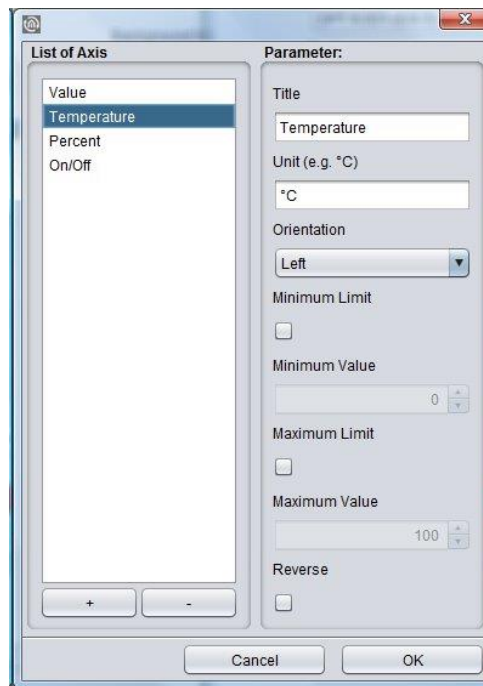 List of Axis
Value
Temperature
Percent
On/Off
+
-
Parameter:
Title
Temperature
Unit (e.g. °C)
°C
Orientation
Left
Minimum Limit
Minimum Value
0
Maximum Limit
Maximum Value
100
Reverse
Cancel
OK